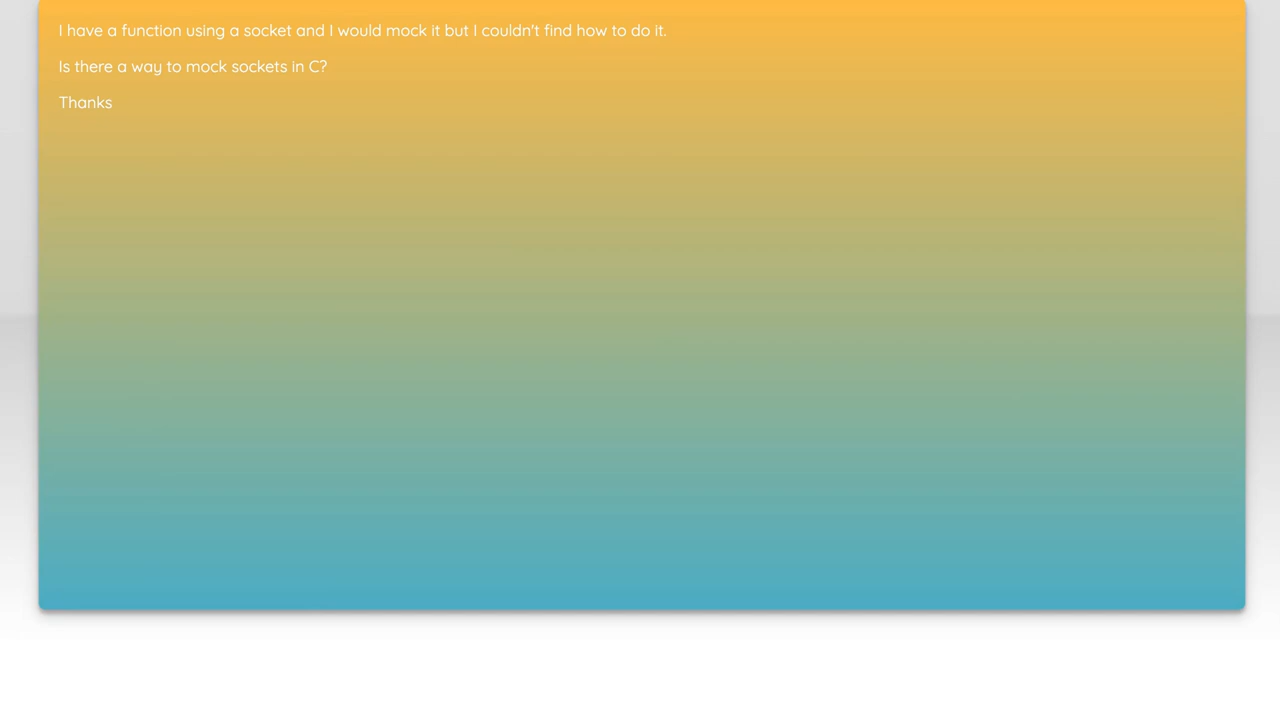 I have a function using a socket and I would mock it but I couldn't find how to do it.
Is there a way to mock sockets in C?
Thanks